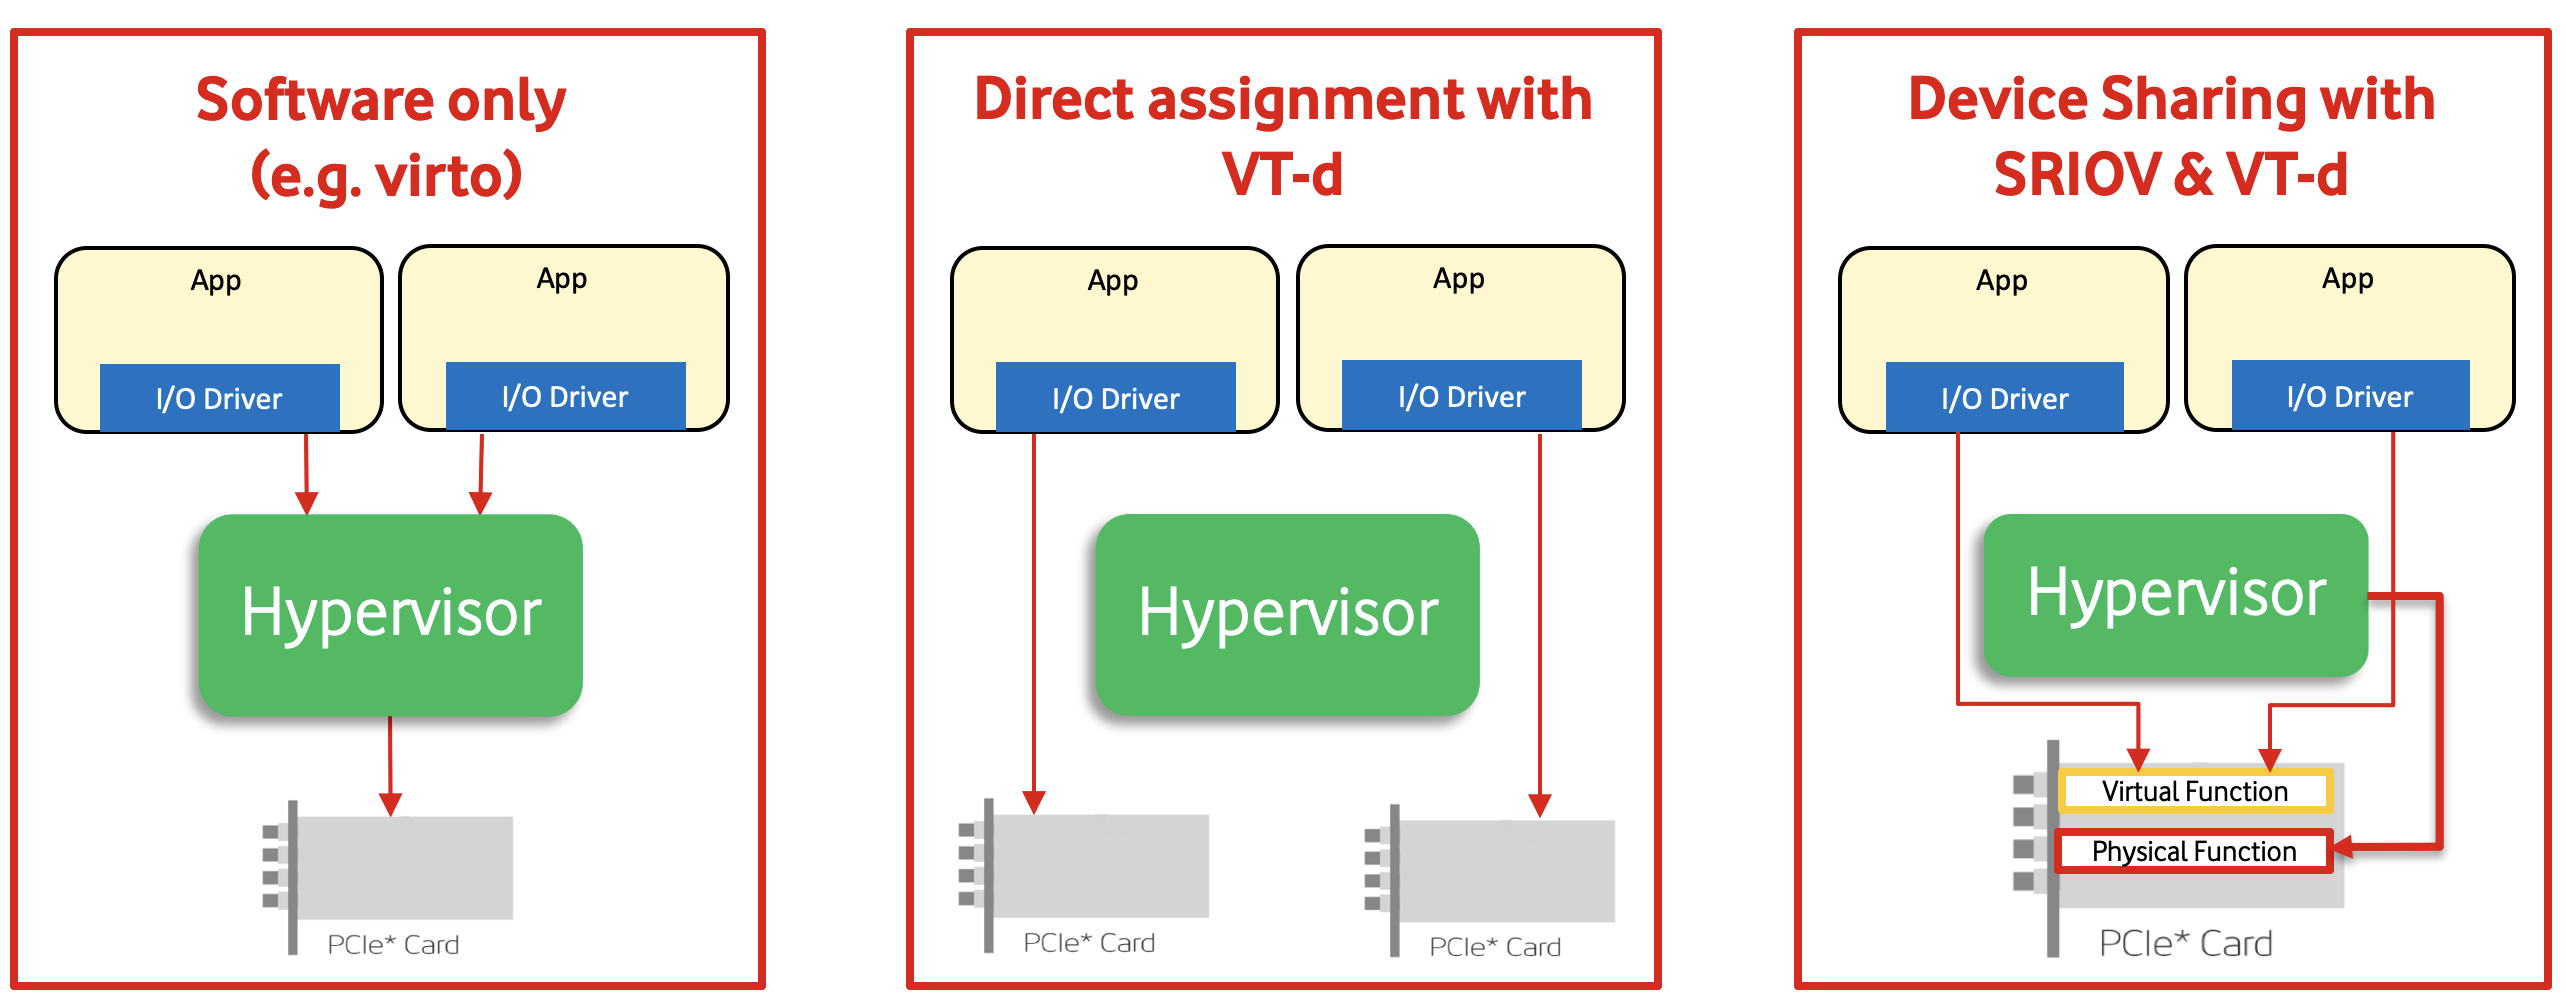 Software only
(e.g. virto)
App
App
I/O Driver
I/O Driver
Hypervisor
PCIe* Card
Direct assignment with
VT-d
App
App
I/O Driver
I/O Driver
Hypervisor
PCIe* Card
PCIe* Card
Device Sharing with
SRIOV & VT-d
App
App
I/O Driver
I/O Driver
Hypervisor
Virtual Function
Physical Function
PCIe* Card